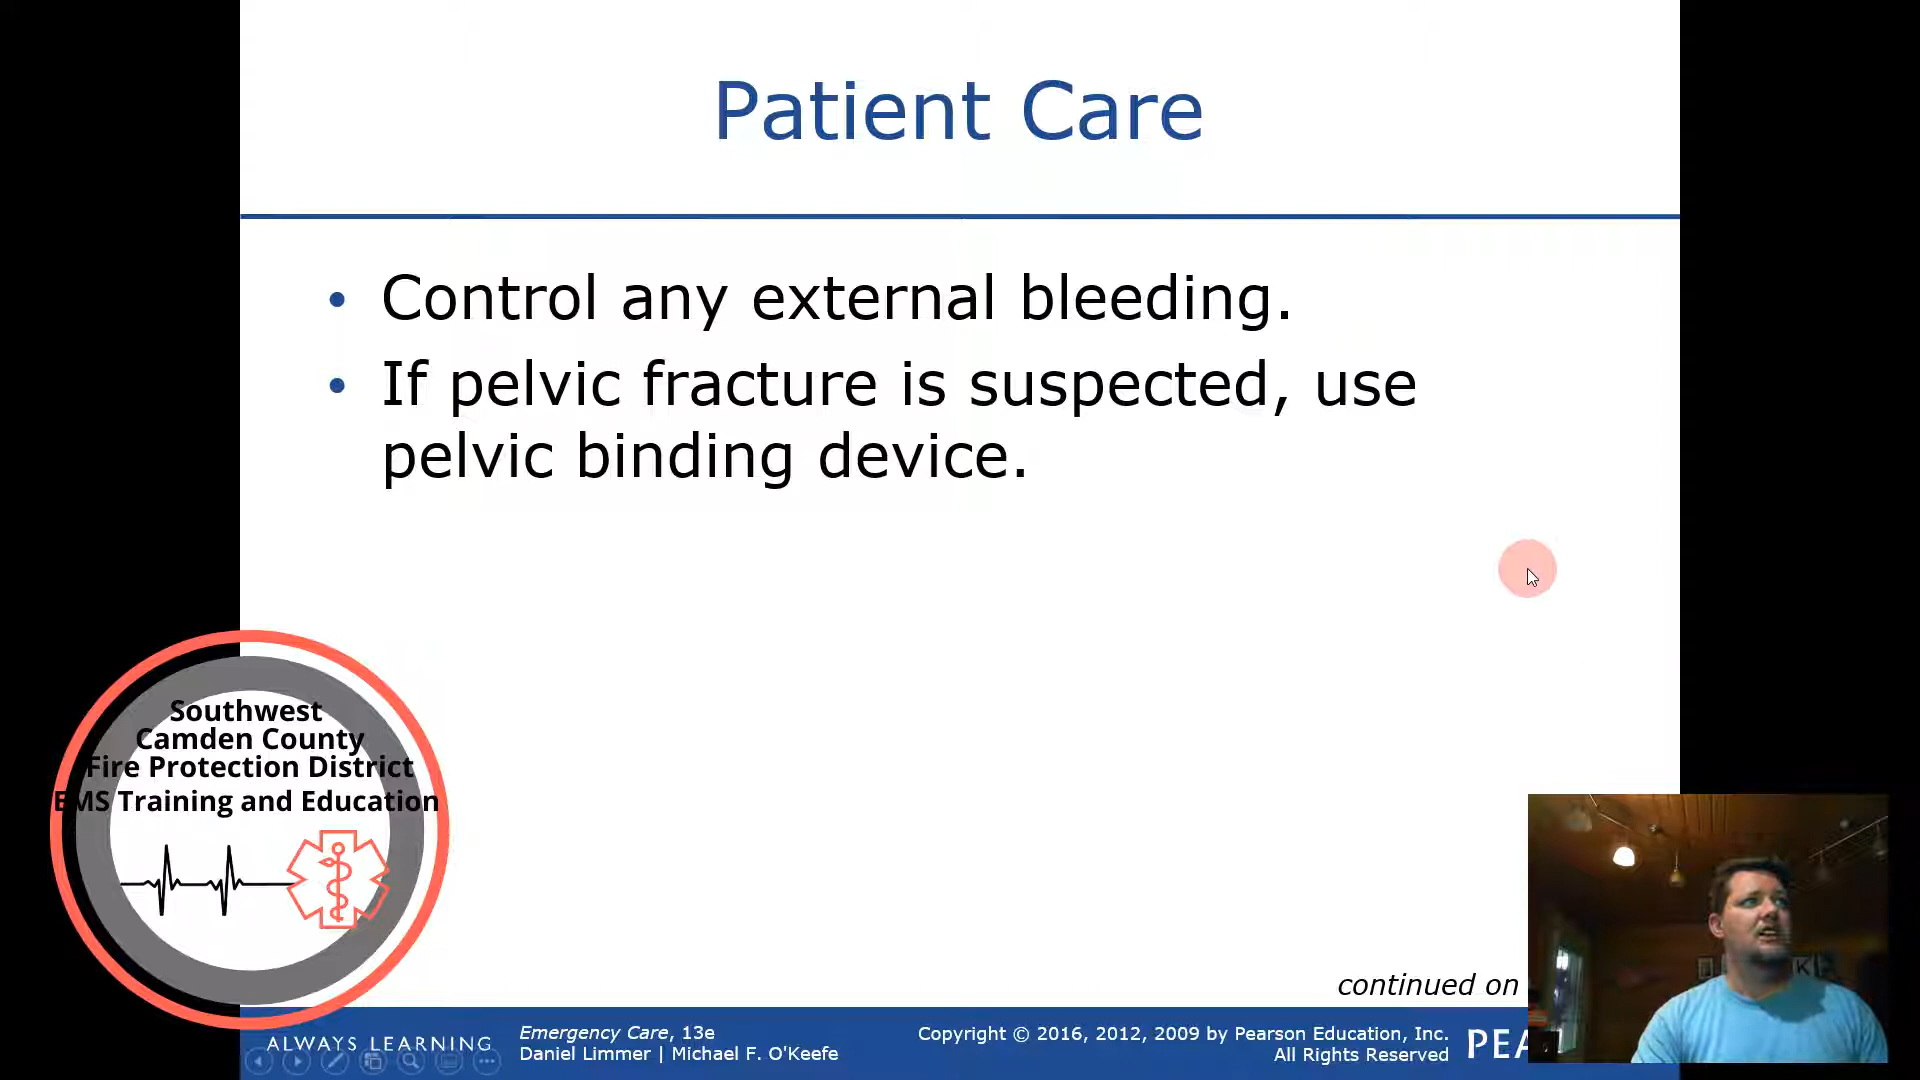 Patient Care
• Control any external bleeding.
• If pelvic fracture is suspected, use
pelvic binding device.
Southwest
Camden County
Fire Protection District
EMS Training and Education
continued on
ALWAYS LEARNING
Emergency Care, 13e
Daniel Limmer | Michael F. O'Keefe
Copyright © 2016, 2012, 2009 by Pearson Education, Inc.
All Rights Reserved
PEA
K